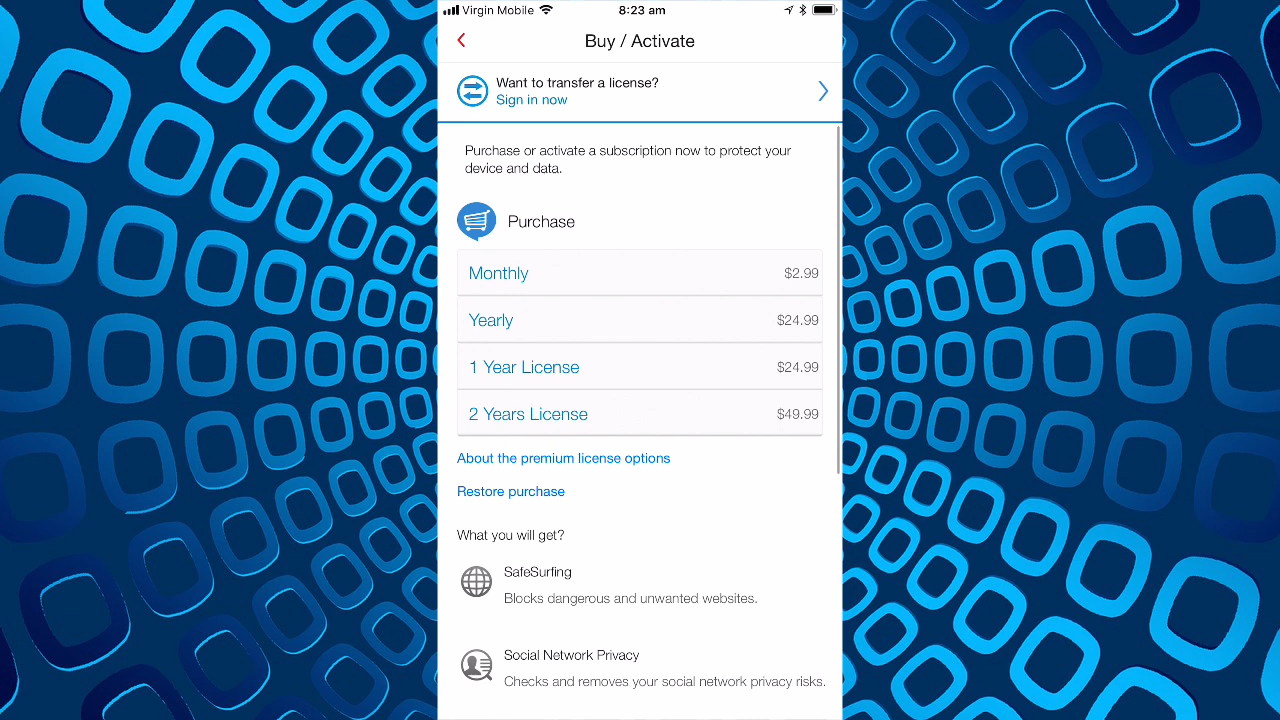 Virgin Mobile 8:23 am
Buy / Activate
Want to transfer a license?
Sign in now
Purchase or activate a subscription now to protect your
device and data.
Purchase
Monthly $2.99
Yearly $24.99
1 Year License $24.99
2 Years License $49.99
About the premium license options
Restore purchase
What you will get?
SafeSurfing
Blocks dangerous and unwanted websites.
Social Network Privacy
Checks and removes your social network privacy risks.